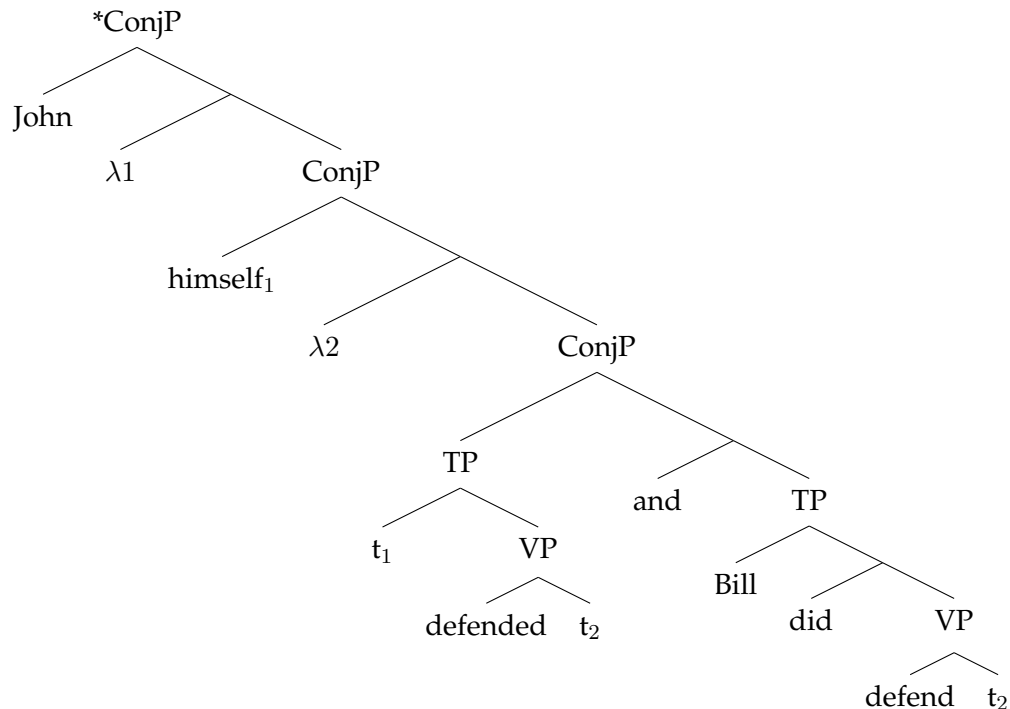 *ConjP
John
λ1 ConjP
himself₁
λ2 ConjP
TP and TP
t₁ VP Bill
defended t₂ did VP
defend t₂